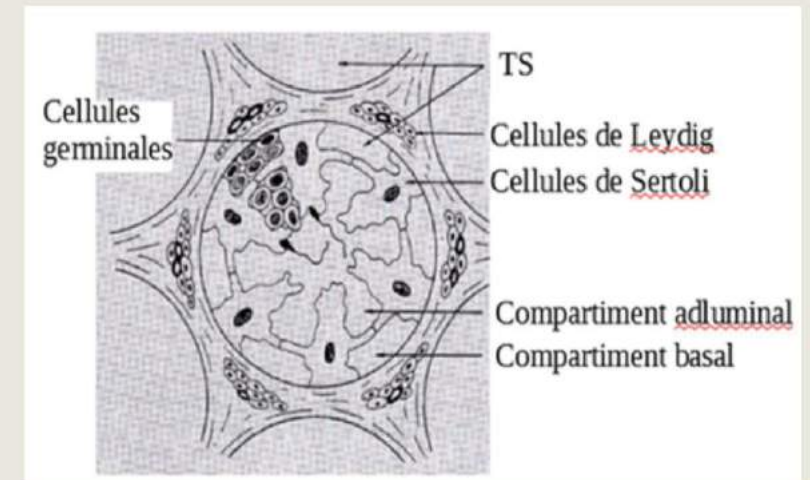 TS
Cellules
germinales
Cellules de Leydig
Cellules de Sertoli
Compartiment adluminal
Compartiment basal